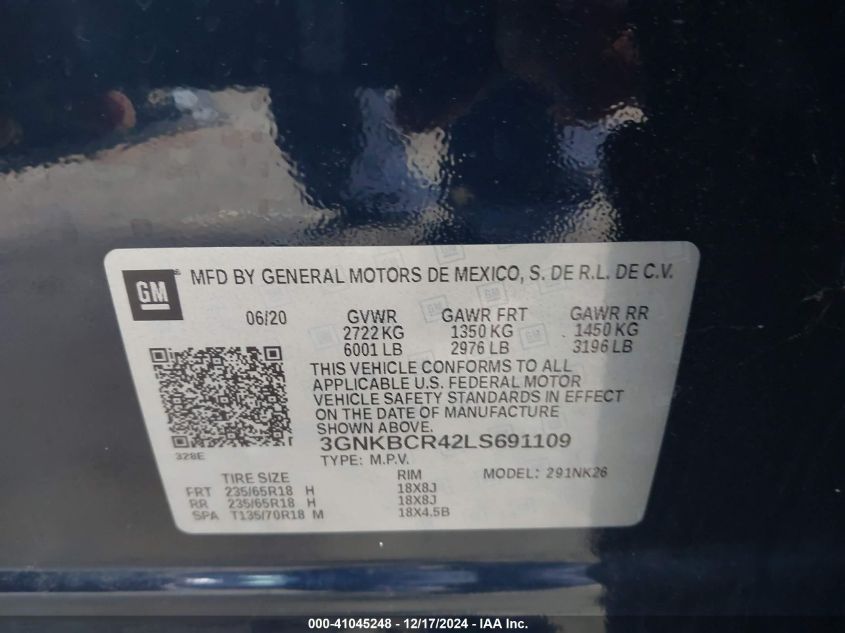 GM
®
MFD BY GENERAL MOTORS DE MEXICO, S. DE R.L. DE C.V.
06/20 GVWR GAWR FRT GAWR RR
2722 KG 1350 KG 1450 KG
6001 LB 2976 LB 3196 LB
THIS VEHICLE CONFORMS TO ALL
APPLICABLE U.S. FEDERAL MOTOR
VEHICLE SAFETY STANDARDS IN EFFECT
ON THE DATE OF MANUFACTURE
SHOWN ABOVE.
3GNKBCR42LS691109
328E
TYPE: M.P.V. MODEL: 291NK26
TIRE SIZE RIM
FRT 235/65R18 H 18X8J
RR 235/65R18 H 18X8J
SPA T135/70R18 M 18X4.5B
000-41045248 - 12/17/2024 - IAA Inc.